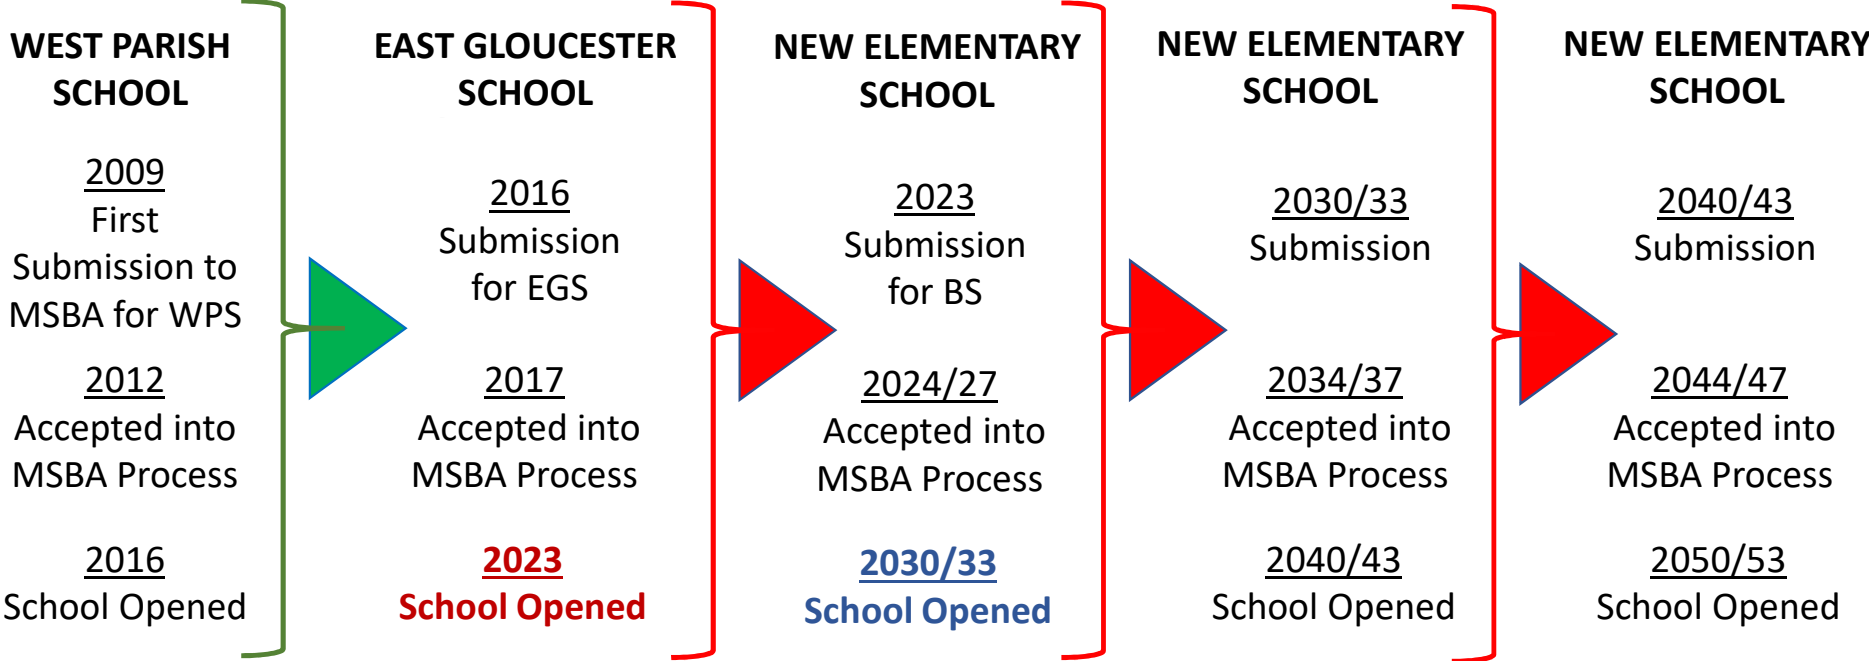 WEST PARISH
SCHOOL
2009
First
Submission to
MSBA for WPS
2012
Accepted into
MSBA Process
2016
School Opened
EAST GLOUCESTER
SCHOOL
2016
Submission
for EGS
2017
Accepted into
MSBA Process
2023
School Opened
NEW ELEMENTARY
SCHOOL
2023
Submission
for BS
2024/27
Accepted into
MSBA Process
2030/33
School Opened
NEW ELEMENTARY
SCHOOL
2030/33
Submission
2034/37
Accepted into
MSBA Process
2040/43
School Opened
NEW ELEMENTARY
SCHOOL
2040/43
Submission
2044/47
Accepted into
MSBA Process
2050/53
School Opened